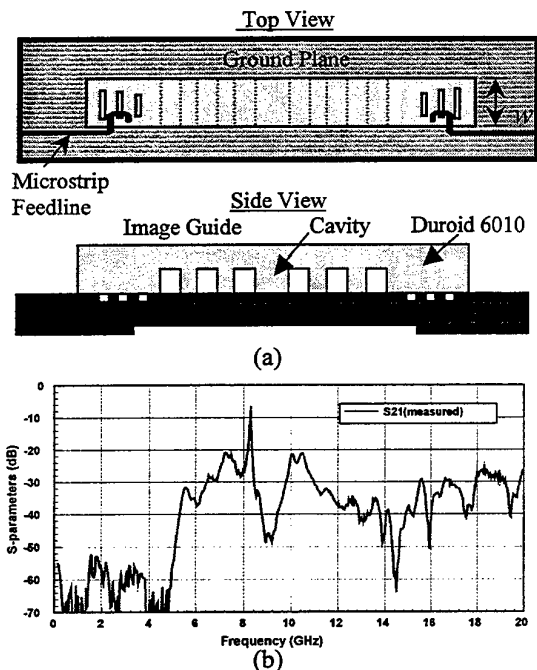 Top View
Ground Plane
W
Microstrip
Feedline
Side View
Image Guide
Cavity
Duroid 6010
(a)
0
-10
-20
-30
-40
-50
-60
-70
S-parameters (dB)
S21(measured)
0 2 4 6 8 10 12 14 16 18 20
Frequency (GHz)
(b)